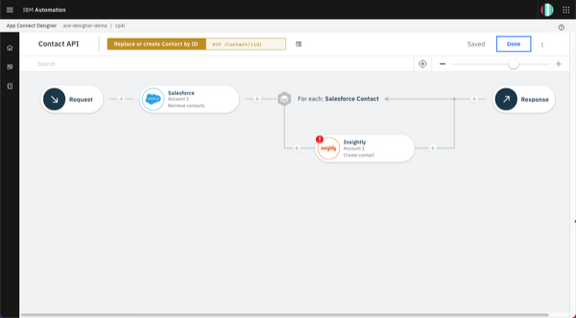 IBM Automation
App Connect Designer
ace-designer-demo | cp4i
Contact API
Replace or create Contact by ID
PUT /Contact/{id}
Saved
Done
Search
Request
Salesforce
Account 1
Retrieve contacts
For each: Salesforce Contact
Response
Insightly
Account 1
Create contact